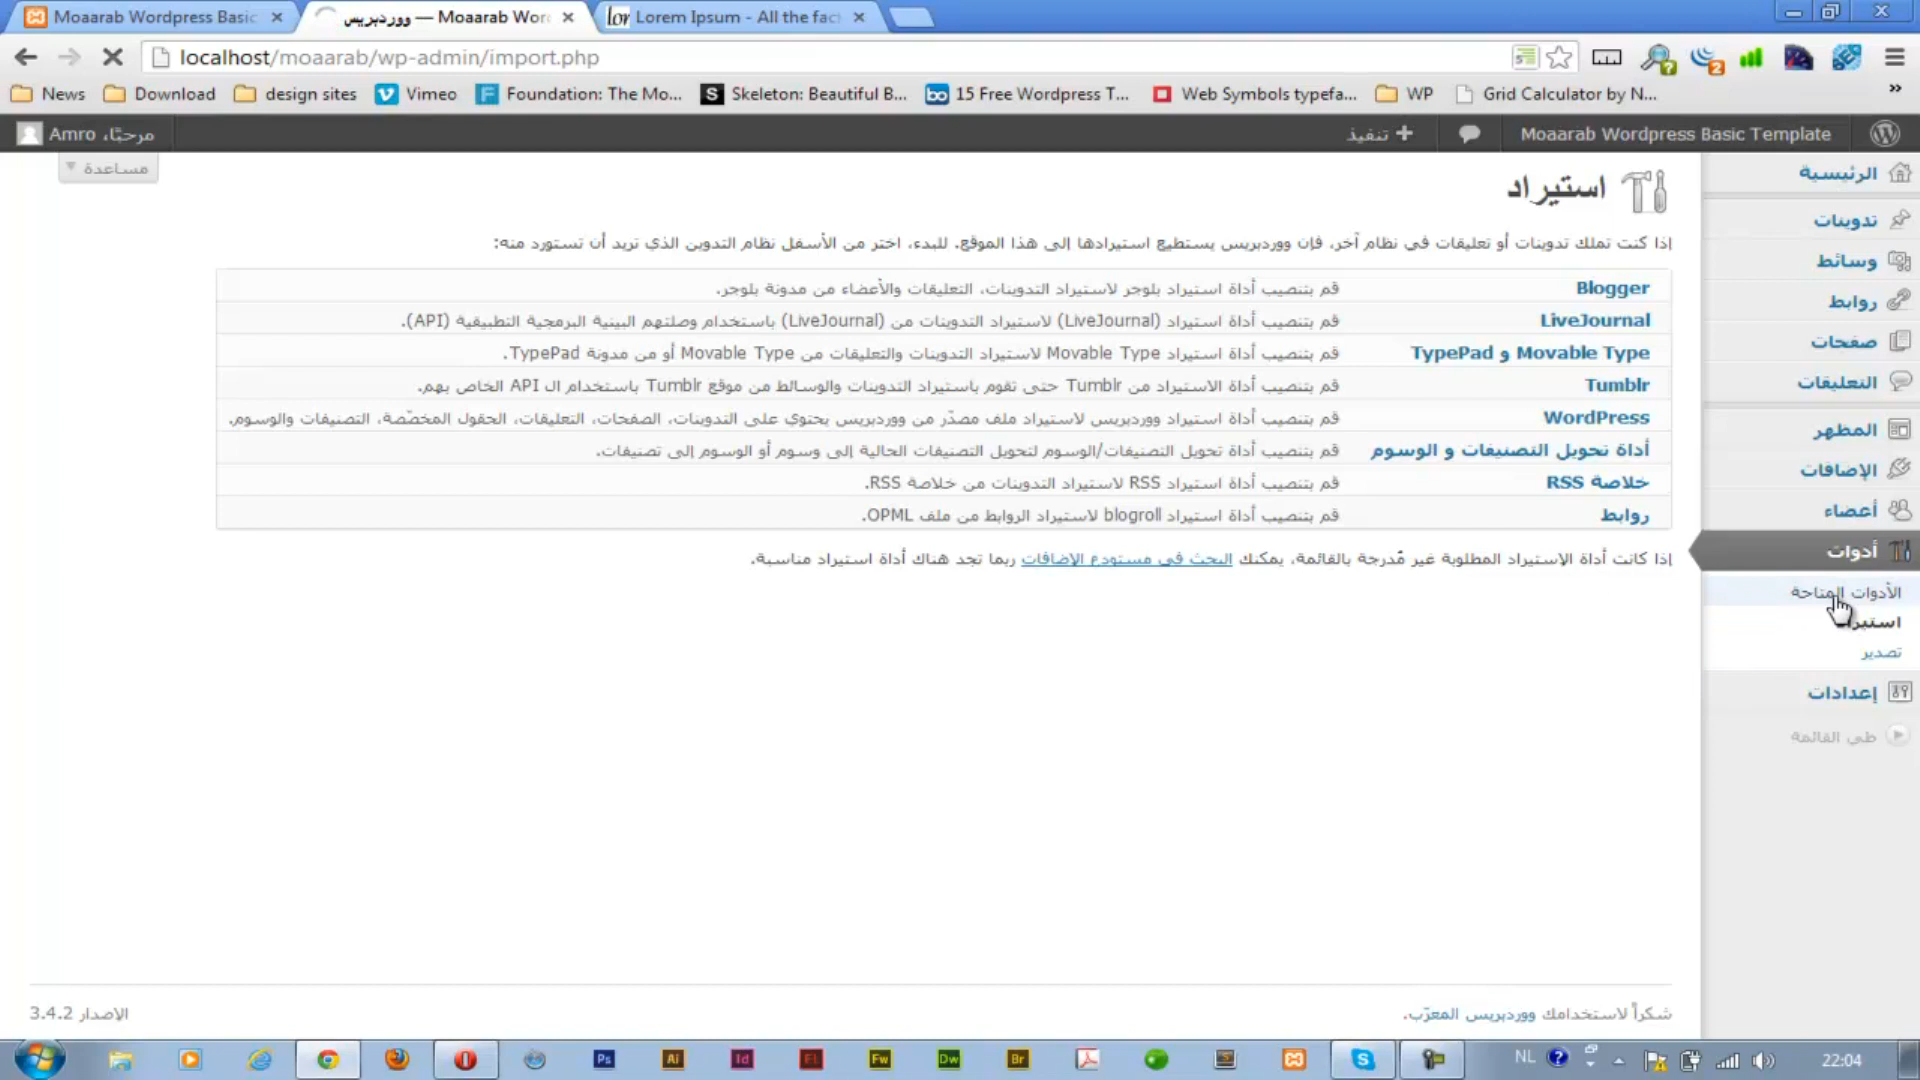 Moaarab Wordpress Basic
ووردبريس — Moaarab Wor
Lorem Ipsum - All the fac
localhost/moaarab/wp-admin/import.php
News
Download
design sites
Vimeo
Foundation: The Mo...
Skeleton: Beautiful B...
15 Free Wordpress T...
Web Symbols typefa...
WP
Grid Calculator by N...
»
مرحبًا، Amro
تنفيذ
Moaarab Wordpress Basic Template
مساعدة
استيراد
إذا كنت تملك تدوينات أو تعليقات في نظام آخر، فإن ووردبريس يستطيع استيرادها إلى هذا الموقع. للبدء، اختر من الأسفل نظام التدوين الذي تريد أن تستورد منه:
Blogger قم بتنصيب أداة استيراد بلوجر لاستيراد التدوينات، التعليقات والأعضاء من مدونة بلوجر.
LiveJournal قم بتنصيب أداة استيراد (LiveJournal) لاستيراد التدوينات من (LiveJournal) باستخدام وصلتهم البينية البرمجية التطبيقية (API).
Movable Type و TypePad قم بتنصيب أداة استيراد Movable Type لاستيراد التدوينات والتعليقات من Movable Type أو من مدونة TypePad.
Tumblr قم بتنصيب أداة الاستيراد من Tumblr حتى تقوم باستيراد التدوينات والوسائط من موقع Tumblr باستخدام ال API الخاص بهم.
WordPress قم بتنصيب أداة استيراد ووردبريس لاستيراد ملف مصدّر من ووردبريس يحتوي على التدوينات، الصفحات، التعليقات، الحقول المخصّصة، التصنيفات والوسوم.
أداة تحويل التصنيفات و الوسوم قم بتنصيب أداة تحويل التصنيفات/الوسوم لتحويل التصنيفات الحالية إلى وسوم أو الوسوم إلى تصنيفات.
خلاصة RSS قم بتنصيب أداة استيراد RSS لاستيراد التدوينات من خلاصة RSS.
روابط قم بتنصيب أداة استيراد blogroll لاستيراد الروابط من ملف OPML.
إذا كانت أداة الإستيراد المطلوبة غير مُدرجة بالقائمة، يمكنك البحث في مستودع الإضافات ربما تجد هناك أداة استيراد مناسبة.
الرئيسية
تدوينات
وسائط
روابط
صفحات
التعليقات
المظهر
الإضافات
أعضاء
أدوات
الأدوات المتاحة
استيراد
تصدير
إعدادات
طي القائمة
شكراً لاستخدامك ووردبريس المعرّب.
الاصدار 3.4.2
Ps
Ai
Id
Fl
Fw
Dw
Br
NL
22:04